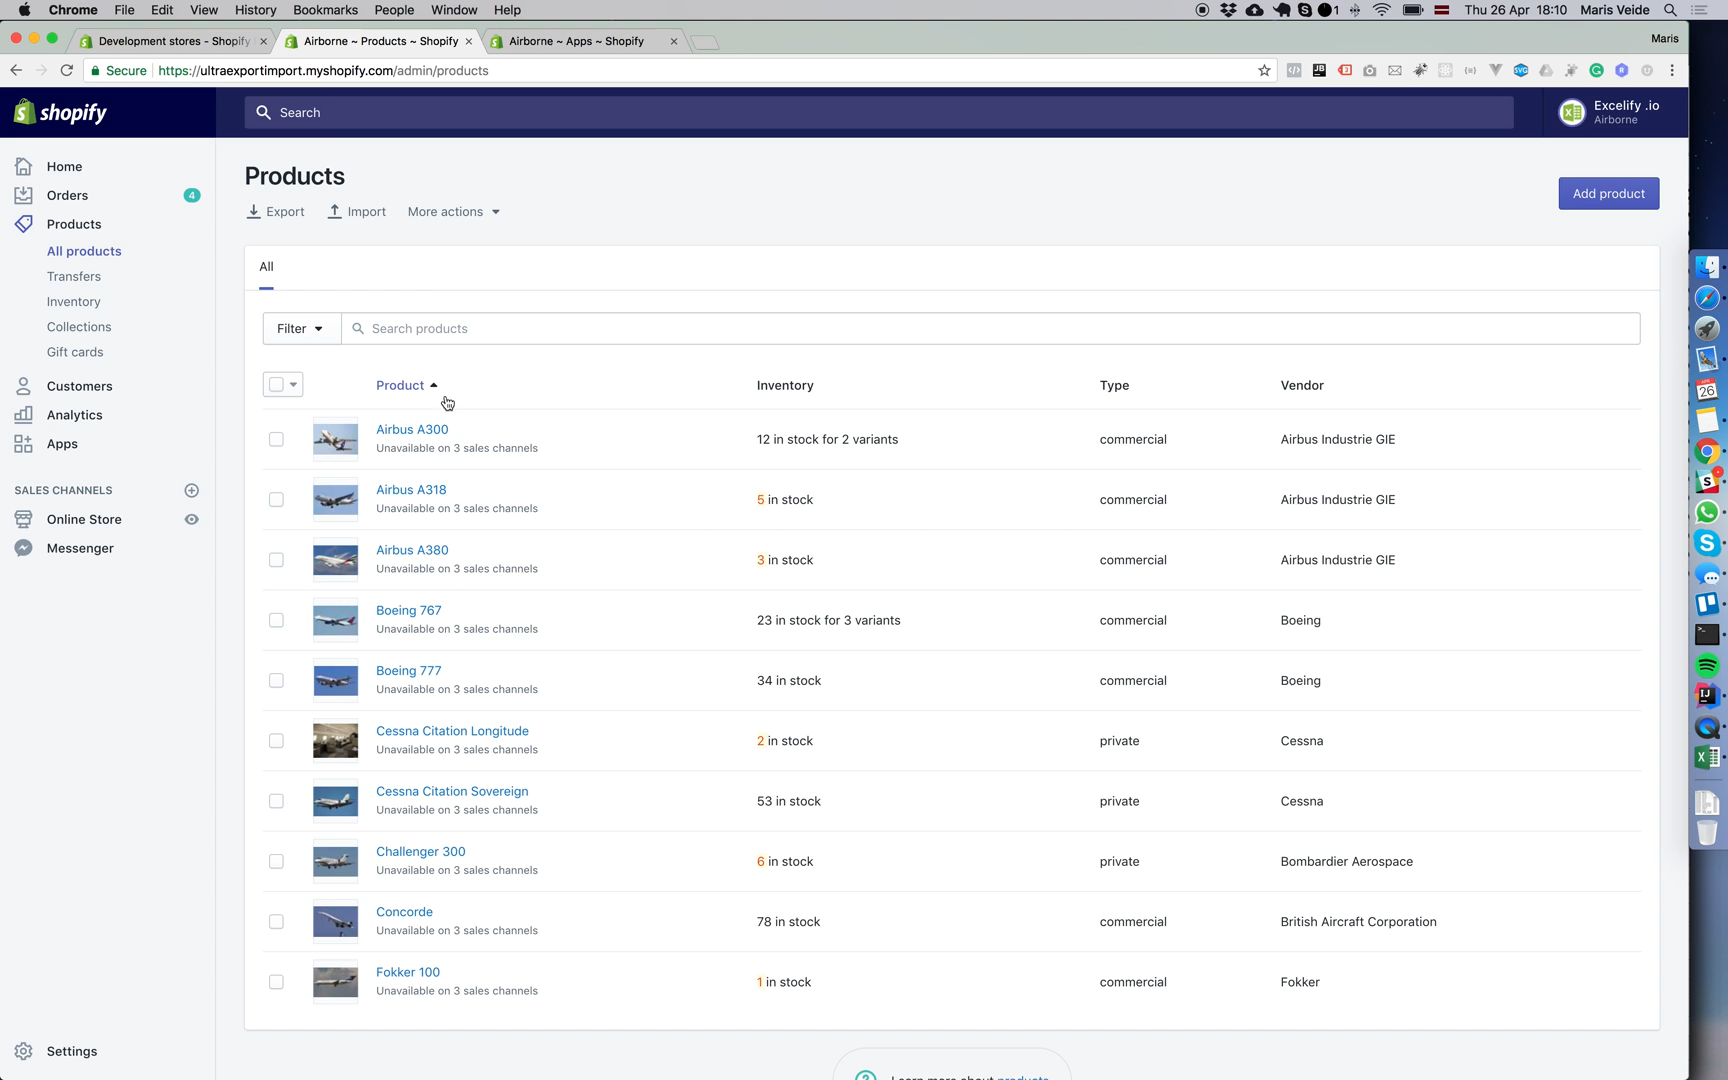 Chrome File Edit View History Bookmarks People Window Help
1 Thu 26 Apr 18:10 Maris Veide
Development stores - Shopify
Airborne ~ Products ~ Shopify
Airborne ~ Apps ~ Shopify
Maris
Secure https://ultraexportimport.myshopify.com/admin/products
shopify
Search
Excelify .io
Airborne
Home
Orders 4
Products
All products
Transfers
Inventory
Collections
Gift cards
Customers
Analytics
Apps
SALES CHANNELS
Online Store
Messenger
Settings
Products
Export Import More actions
Add product
All
Filter Search products
Product Inventory Type Vendor
Airbus A300
Unavailable on 3 sales channels
12 in stock for 2 variants commercial Airbus Industrie GIE
Airbus A318
Unavailable on 3 sales channels
5 in stock commercial Airbus Industrie GIE
Airbus A380
Unavailable on 3 sales channels
3 in stock commercial Airbus Industrie GIE
Boeing 767
Unavailable on 3 sales channels
23 in stock for 3 variants commercial Boeing
Boeing 777
Unavailable on 3 sales channels
34 in stock commercial Boeing
Cessna Citation Longitude
Unavailable on 3 sales channels
2 in stock private Cessna
Cessna Citation Sovereign
Unavailable on 3 sales channels
53 in stock private Cessna
Challenger 300
Unavailable on 3 sales channels
6 in stock private Bombardier Aerospace
Concorde
Unavailable on 3 sales channels
78 in stock commercial British Aircraft Corporation
Fokker 100
Unavailable on 3 sales channels
1 in stock commercial Fokker
Learn more about products